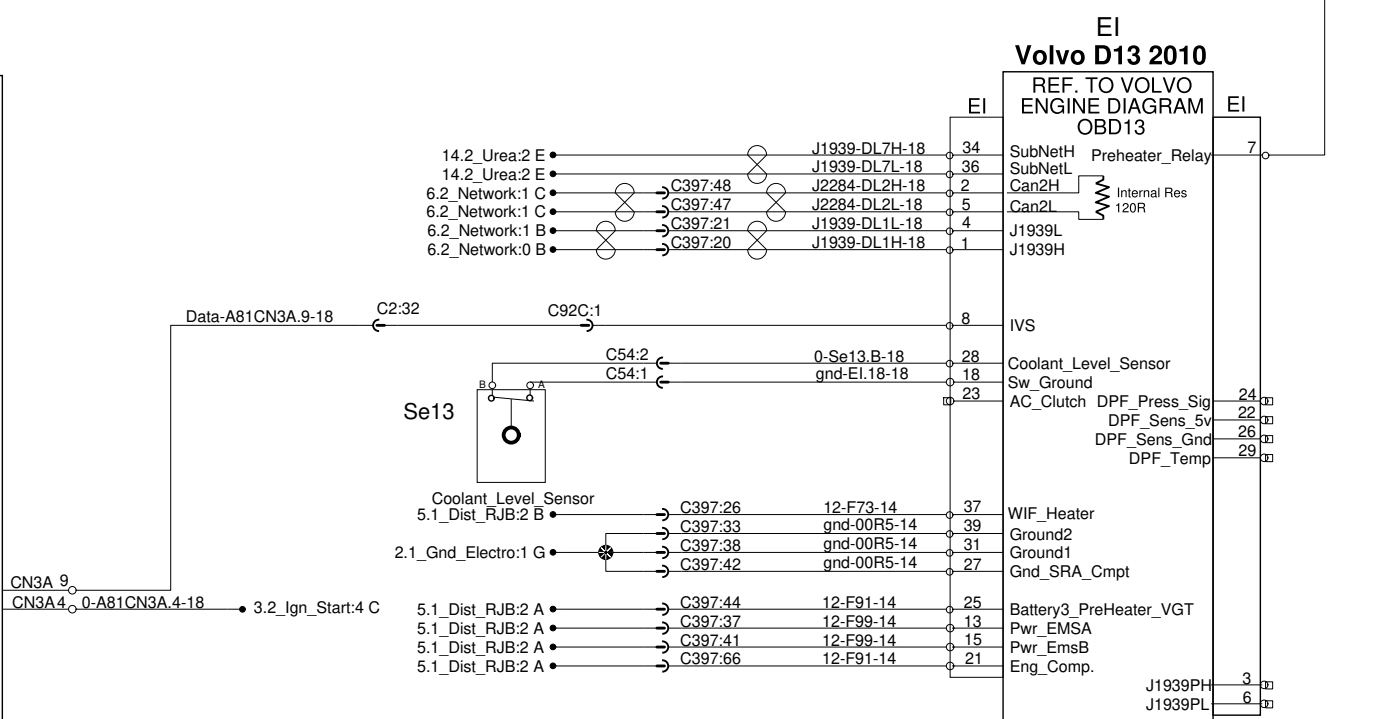 EI
Volvo D13 2010
REF. TO VOLVO
ENGINE DIAGRAM
OBD13
EI
EI
14.2_Urea:2 E J1939-DL7H-18 34 SubNetH Preheater_Relay 7
14.2_Urea:2 E J1939-DL7L-18 36 SubNetL
6.2_Network:1 C C397:48 J2284-DL2H-18 2 Can2H Internal Res
6.2_Network:1 C C397:47 J2284-DL2L-18 5 Can2L 120R
6.2_Network:1 B C397:21 J1939-DL1L-18 4 J1939L
6.2_Network:0 B C397:20 J1939-DL1H-18 1 J1939H
Data-A81CN3A.9-18 C2:32 C92C:1 8 IVS
C54:2 0-Se13.B-18 28 Coolant_Level_Sensor
C54:1 gnd-EI.18-18 18 Sw_Ground
B A
23 AC_Clutch DPF_Press_Sig 24
Se13
DPF_Sens_5v 22
DPF_Sens_Gnd 26
DPF_Temp 29
Coolant_Level_Sensor
5.1_Dist_RJB:2 B C397:26 12-F73-14 37 WIF_Heater
C397:33 gnd-00R5-14 39 Ground2
2.1_Gnd_Electro:1 G C397:38 gnd-00R5-14 31 Ground1
C397:42 gnd-00R5-14 27 Gnd_SRA_Cmpt
CN3A 9
CN3A 4 0-A81CN3A.4-18 3.2_Ign_Start:4 C
5.1_Dist_RJB:2 A C397:44 12-F91-14 25 Battery3_PreHeater_VGT
5.1_Dist_RJB:2 A C397:37 12-F99-14 13 Pwr_EMSA
5.1_Dist_RJB:2 A C397:41 12-F99-14 15 Pwr_EmsB
5.1_Dist_RJB:2 A C397:66 12-F91-14 21 Eng_Comp.
J1939PH 3
J1939PL 6